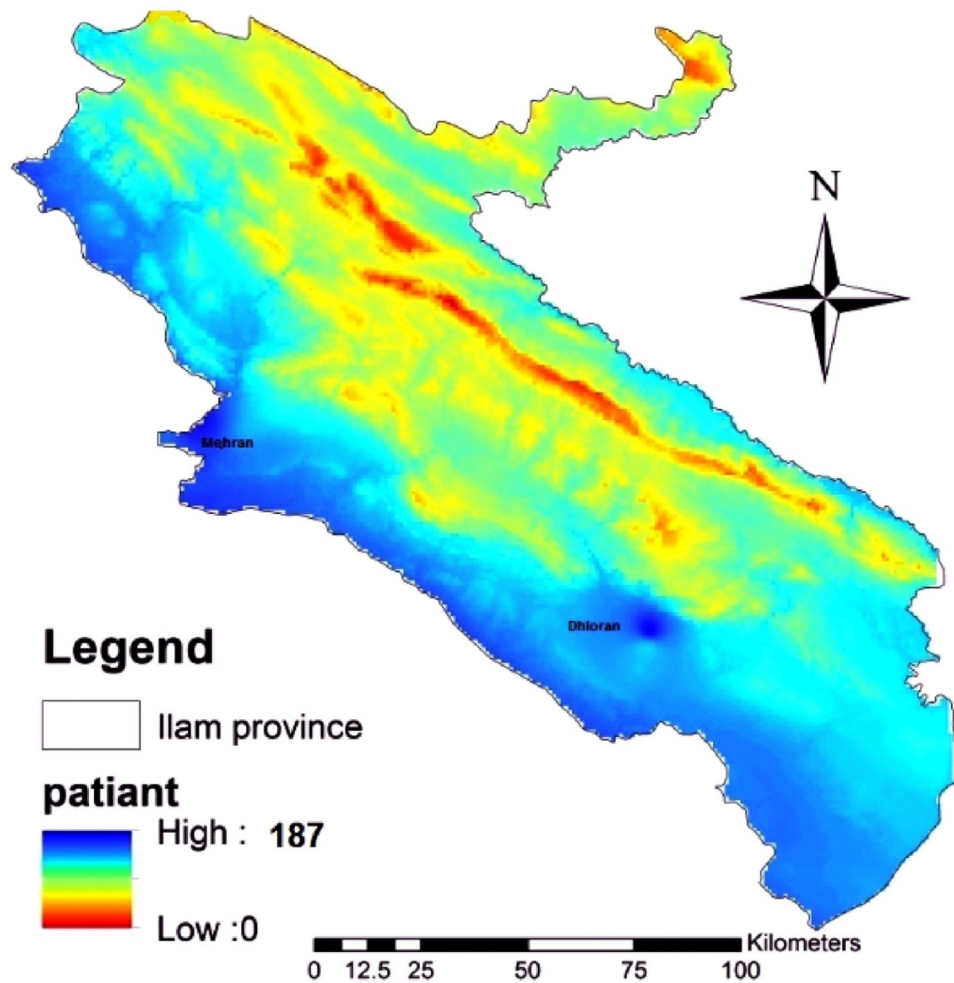 N
Mehran
Dhloran
Legend
Ilam province
patiant
High : 187
Low :0
Kilometers
0 12.5 25 50 75 100